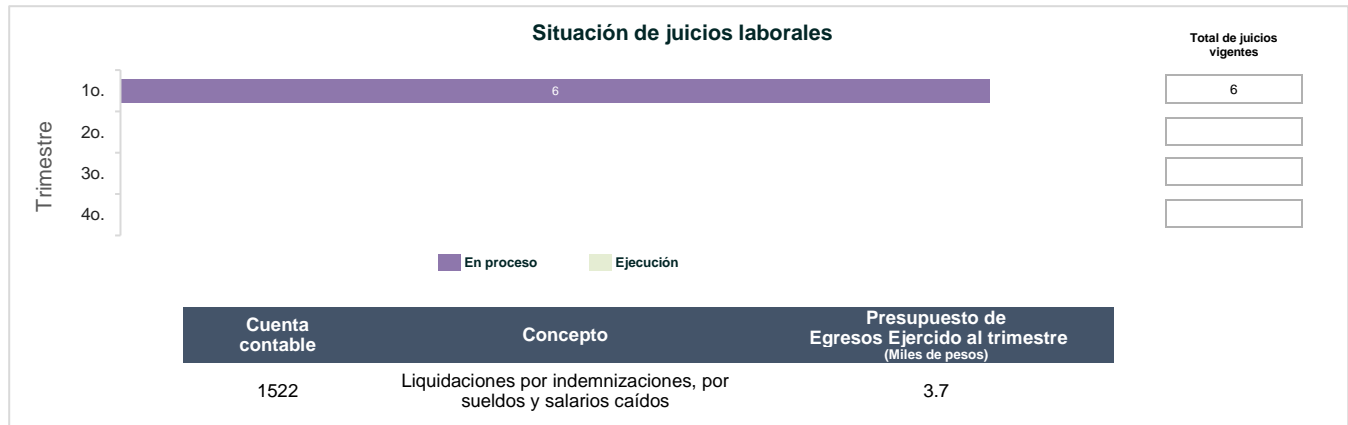 Situación de juicios laborales
Total de juicios
vigentes
Trimestre
1o.
6
6
2o.
3o.
4o.
En proceso
Ejecución
Cuenta
contable
Concepto
Presupuesto de
Egresos Ejercido al trimestre
(Miles de pesos)
1522
Liquidaciones por indemnizaciones, por
sueldos y salarios caídos
3.7